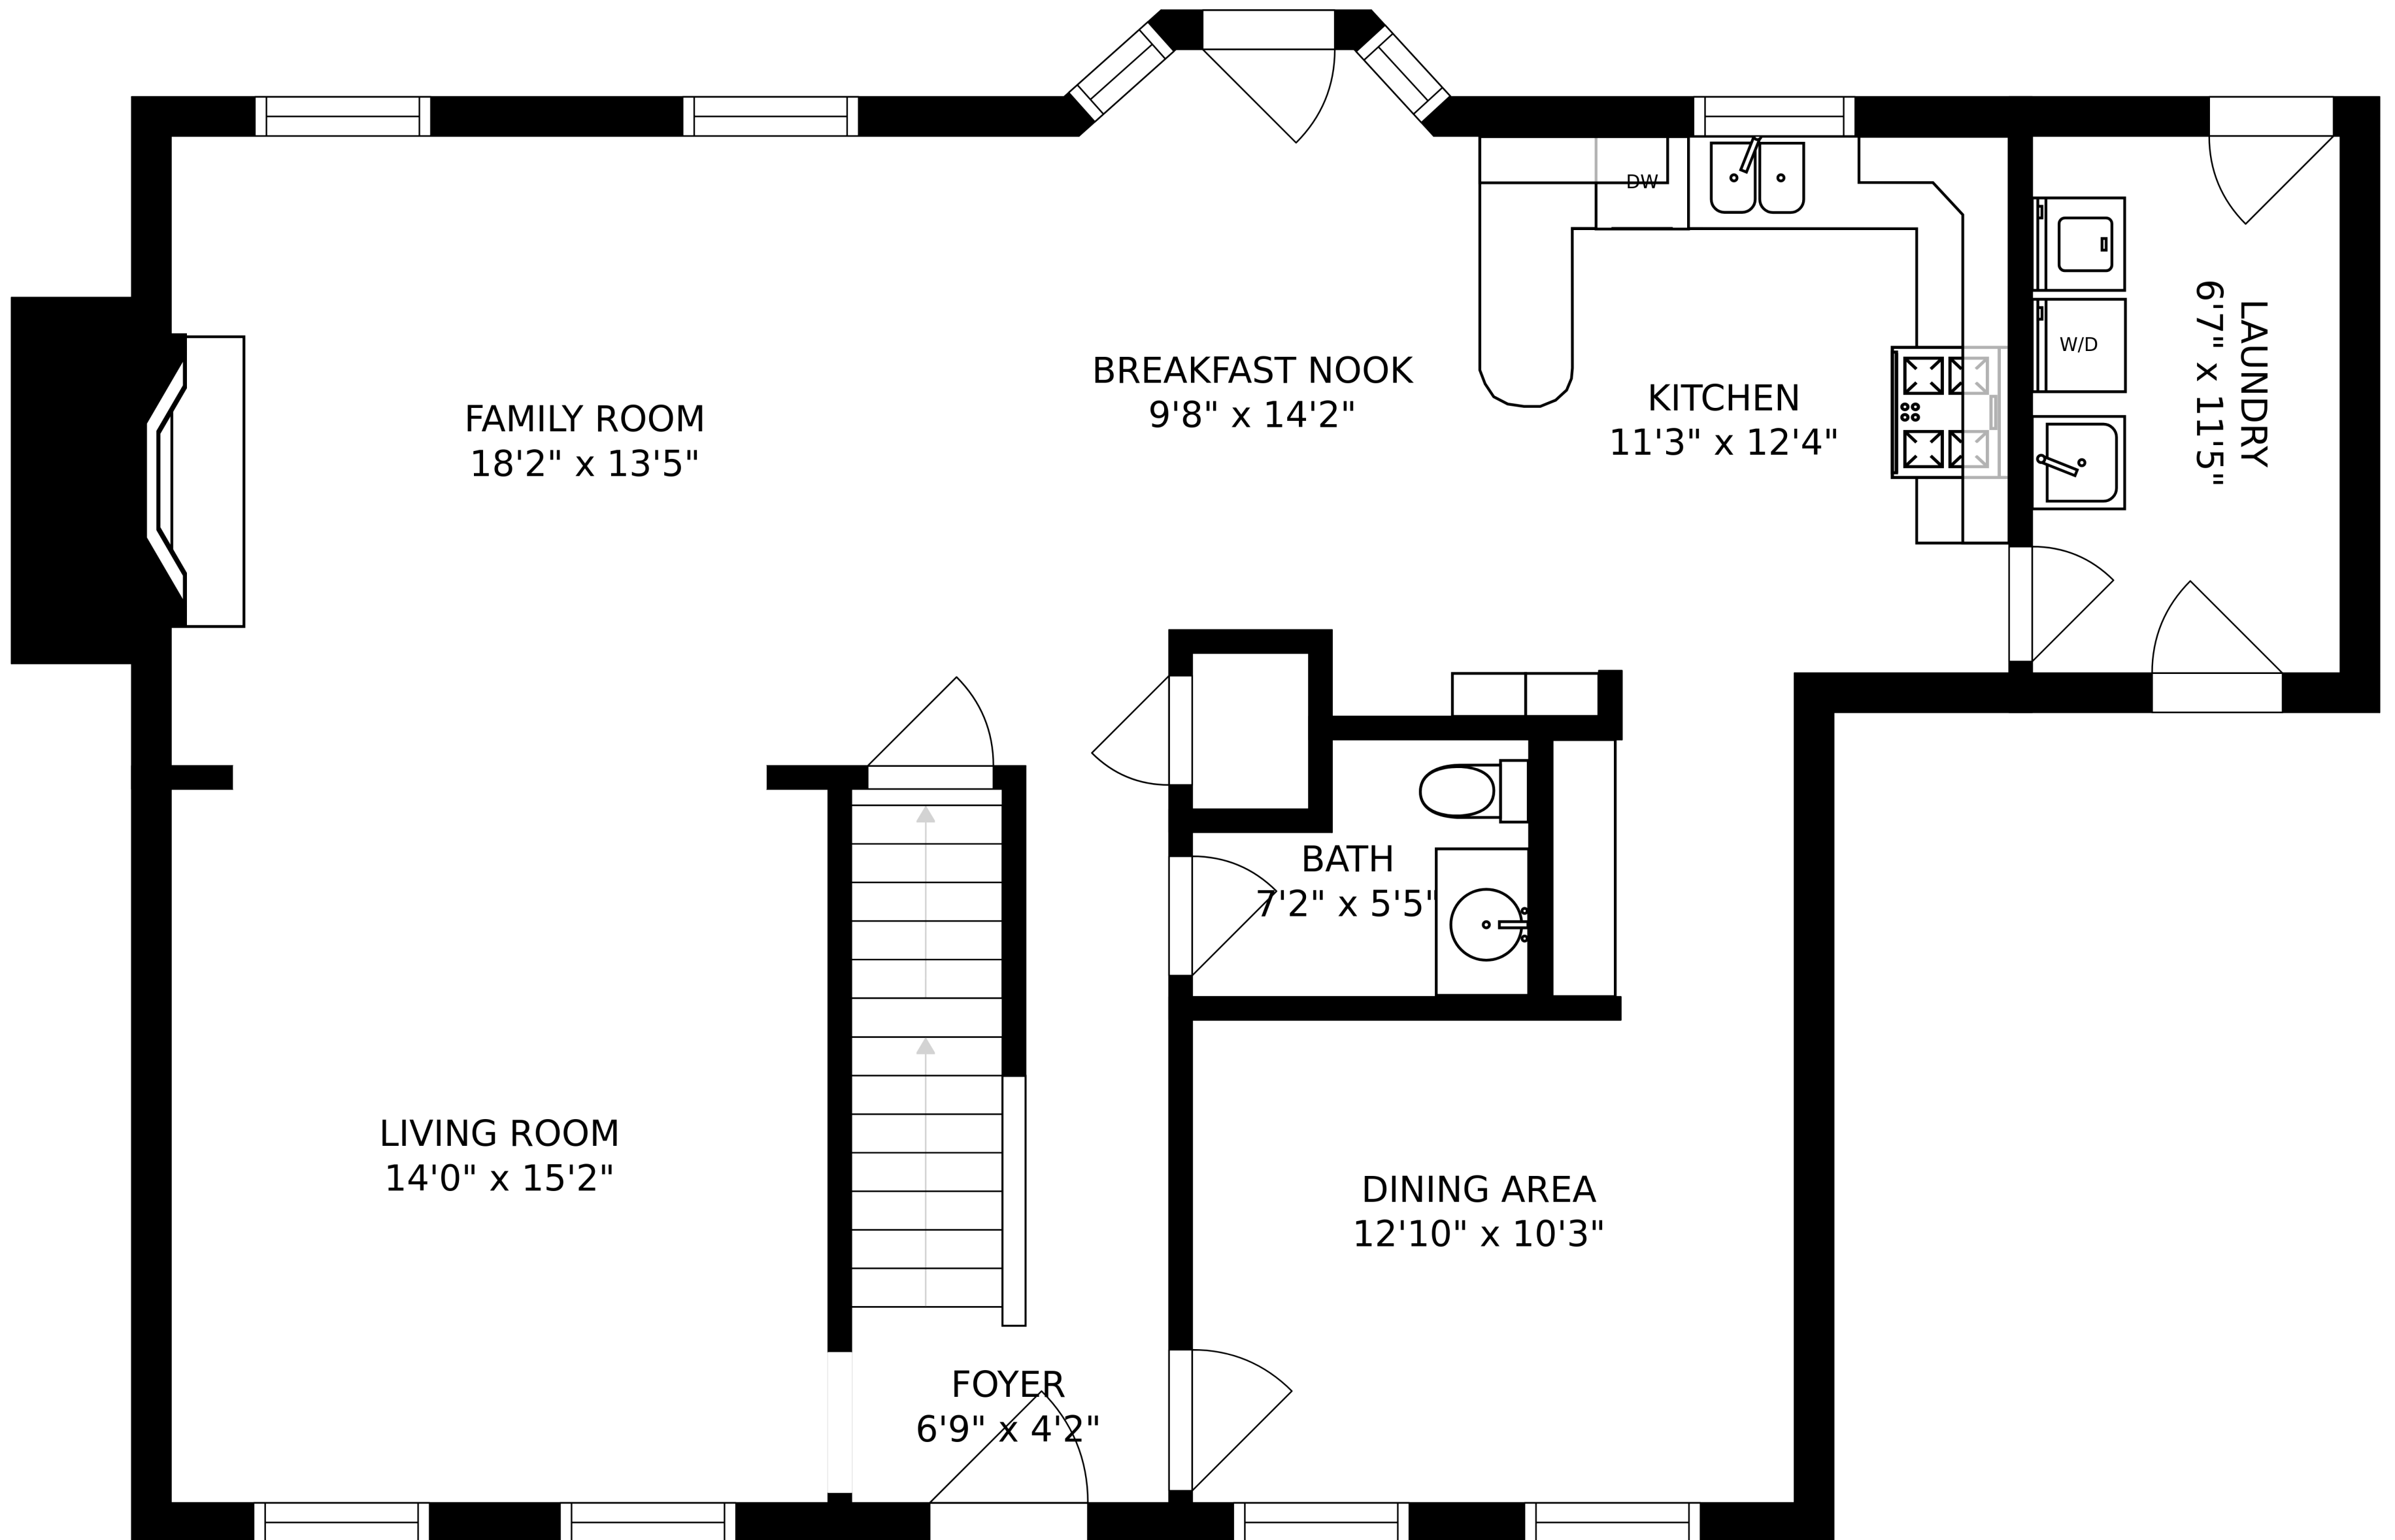 DW
BREAKFAST NOOK
9'8" x 14'2"
FAMILY ROOM
18'2" x 13'5"
KITCHEN
11'3" x 12'4"
W/D
LAUNDRY
6'7" x 11'5"
BATH
7'2" x 5'5"
LIVING ROOM
14'0" x 15'2"
DINING AREA
12'10" x 10'3"
FOYER
6'9" x 4'2"